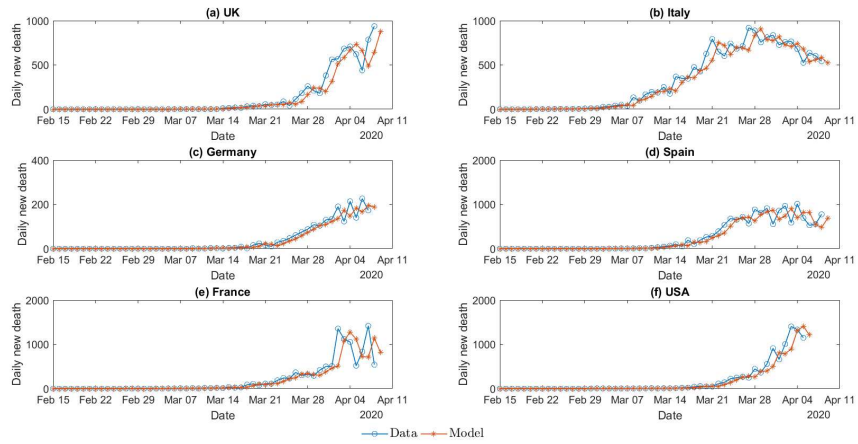 (a) UK
Daily new death
1000
500
0
Feb 15 Feb 22 Feb 29 Mar 07 Mar 14 Mar 21 Mar 28 Apr 04 Apr 11
Date
2020
(b) Italy
Daily new death
1000
500
0
Feb 15 Feb 22 Feb 29 Mar 07 Mar 14 Mar 21 Mar 28 Apr 04 Apr 11
Date
2020
(c) Germany
Daily new death
400
200
0
Feb 15 Feb 22 Feb 29 Mar 07 Mar 14 Mar 21 Mar 28 Apr 04 Apr 11
Date
2020
(d) Spain
Daily new death
2000
1000
0
Feb 15 Feb 22 Feb 29 Mar 07 Mar 14 Mar 21 Mar 28 Apr 04 Apr 11
Date
2020
(e) France
Daily new death
2000
1000
0
Feb 15 Feb 22 Feb 29 Mar 07 Mar 14 Mar 21 Mar 28 Apr 04 Apr 11
Date
2020
(f) USA
Daily new death
2000
1000
0
Feb 15 Feb 22 Feb 29 Mar 07 Mar 14 Mar 21 Mar 28 Apr 04 Apr 11
Date
2020
Data Model